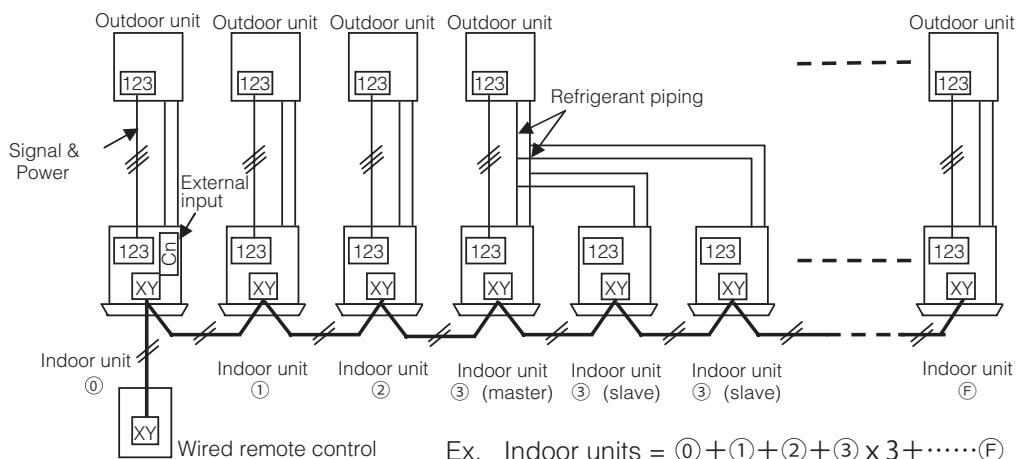 Outdoor unit Outdoor unit Outdoor unit Outdoor unit Outdoor unit
123 123 123 123 123
Refrigerant piping
Signal &
Power
External
input
Cn
123 123 123 123 123 123 123
XY XY XY XY XY XY XY
Indoor unit
⓪
Indoor unit
①
Indoor unit
②
Indoor unit
③ (master)
Indoor unit
③ (slave)
Indoor unit
③ (slave)
Indoor unit
Ⓕ
XY
Wired remote control
Ex. Indoor units = ⓪+①+②+③ x 3+······Ⓕ